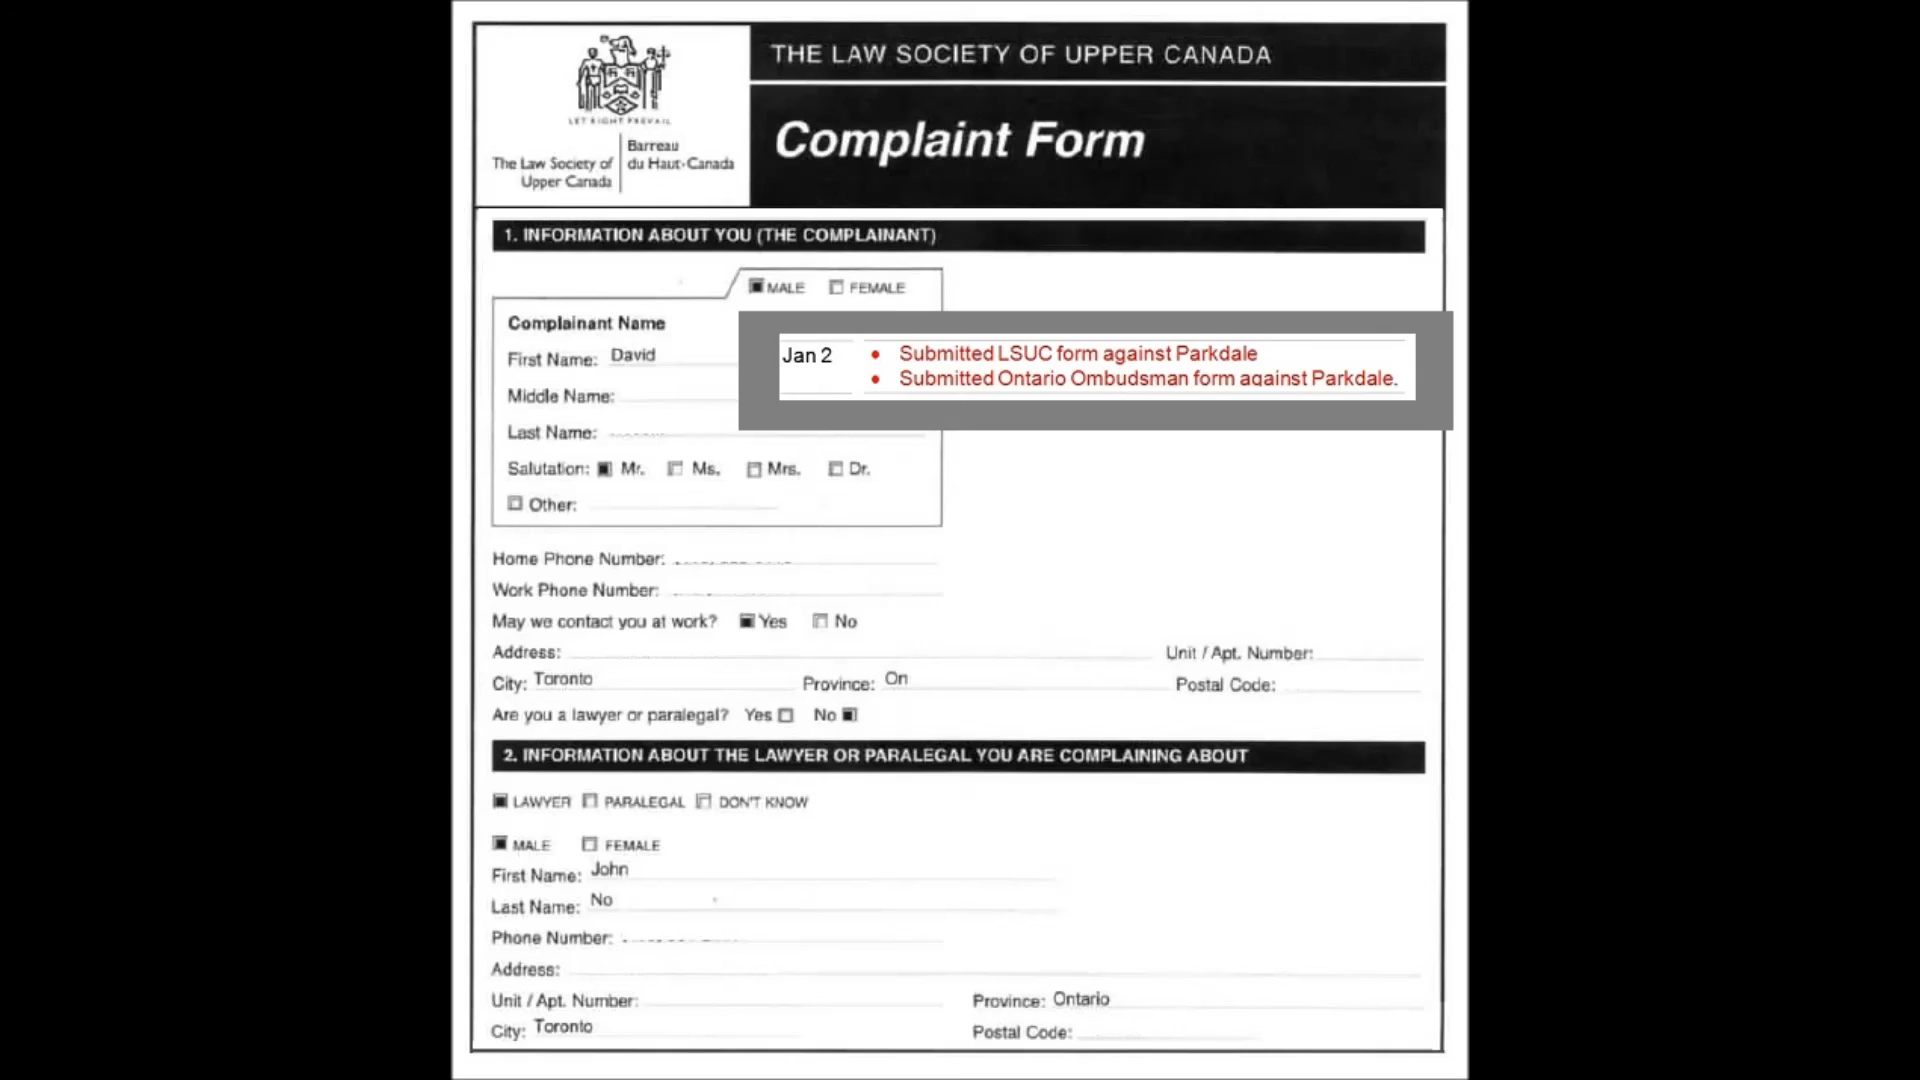 THE LAW SOCIETY OF UPPER CANADA
LET RIGHT PREVAIL
Complaint Form
The Law Society of
Upper Canada
Barreau
du Haut-Canada
1. INFORMATION ABOUT YOU (THE COMPLAINANT)
MALE FEMALE
Complainant Name
First Name: David
Middle Name:
Last Name:
Jan 2
• Submitted LSUC form against Parkdale
• Submitted Ontario Ombudsman form against Parkdale.
Salutation: Mr. Ms. Mrs. Dr.
Other:
Home Phone Number:
Work Phone Number:
May we contact you at work? Yes No
Address: Unit / Apt. Number:
City: Toronto Province: On Postal Code:
Are you a lawyer or paralegal? Yes No
2. INFORMATION ABOUT THE LAWYER OR PARALEGAL YOU ARE COMPLAINING ABOUT
LAWYER PARALEGAL DON'T KNOW
MALE FEMALE
First Name: John
Last Name: No
Phone Number:
Address:
Unit / Apt. Number: Province: Ontario
City: Toronto Postal Code: